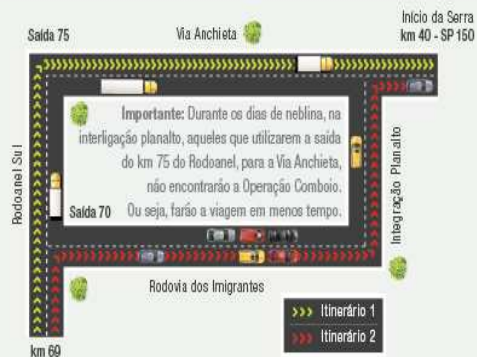 Início da Serra
km 40 - SP 150
Saída 75
Via Anchieta
Importante: Durante os dias de neblina, na
interligação planalto, aqueles que utilizarem a saída
do km 75 do Rodoanel, para a Via Anchieta,
não encontrarão a Operação Comboio.
Ou seja, farão a viagem em menos tempo.
Rodoanel Sul
Saída 70
Integração Planalto
Rodovia dos Imigrantes
Itinerário 1
Itinerário 2
km 69